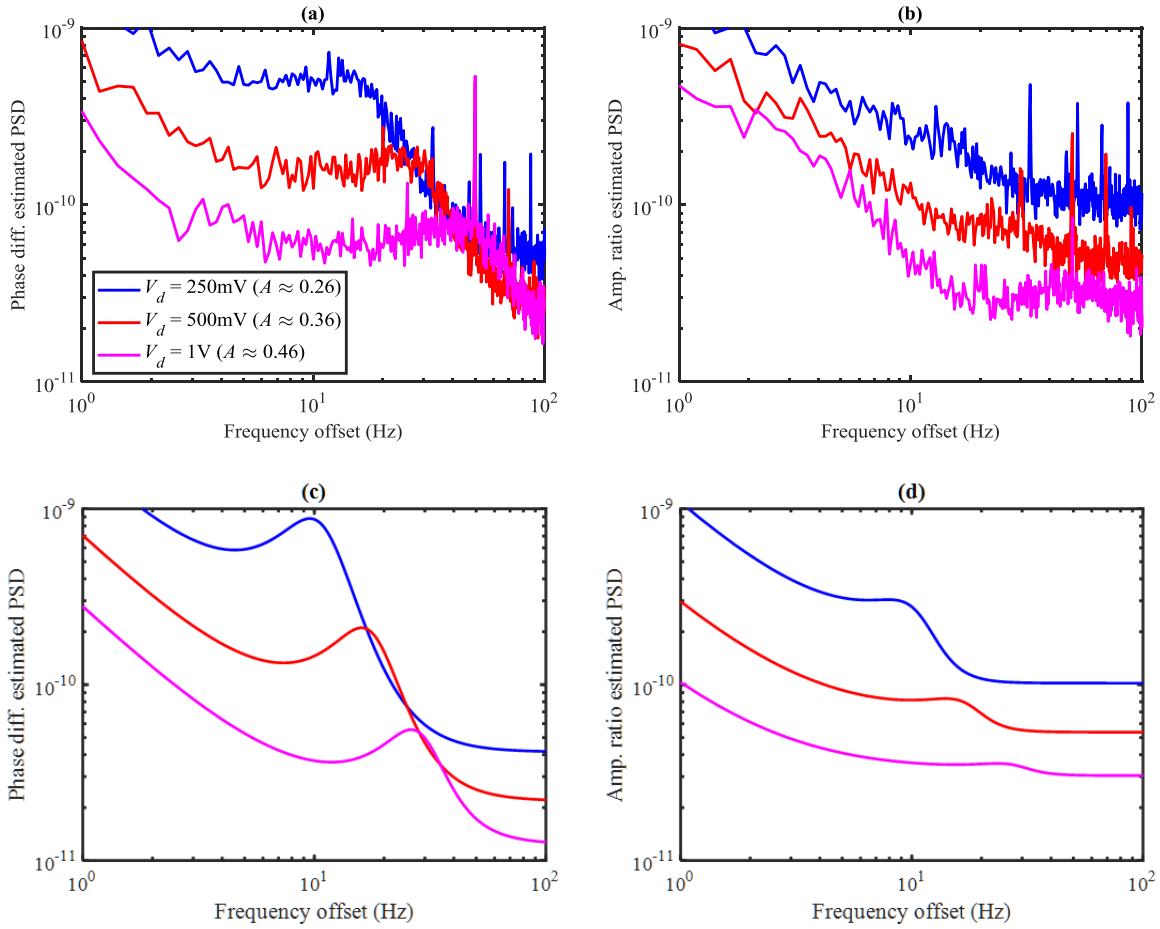 (a)
10^-9
10^-10
10^-11
Phase diff. estimated PSD
V_d = 250mV (A ≈ 0.26)
V_d = 500mV (A ≈ 0.36)
V_d = 1V (A ≈ 0.46)
10^0
10^1
10^2
Frequency offset (Hz)
(b)
10^-9
10^-10
10^-11
Amp. ratio estimated PSD
10^0
10^1
10^2
Frequency offset (Hz)
(c)
10^-9
10^-10
10^-11
Phase diff. estimated PSD
10^0
10^1
10^2
Frequency offset (Hz)
(d)
10^-9
10^-10
10^-11
Amp. ratio estimated PSD
10^0
10^1
10^2
Frequency offset (Hz)